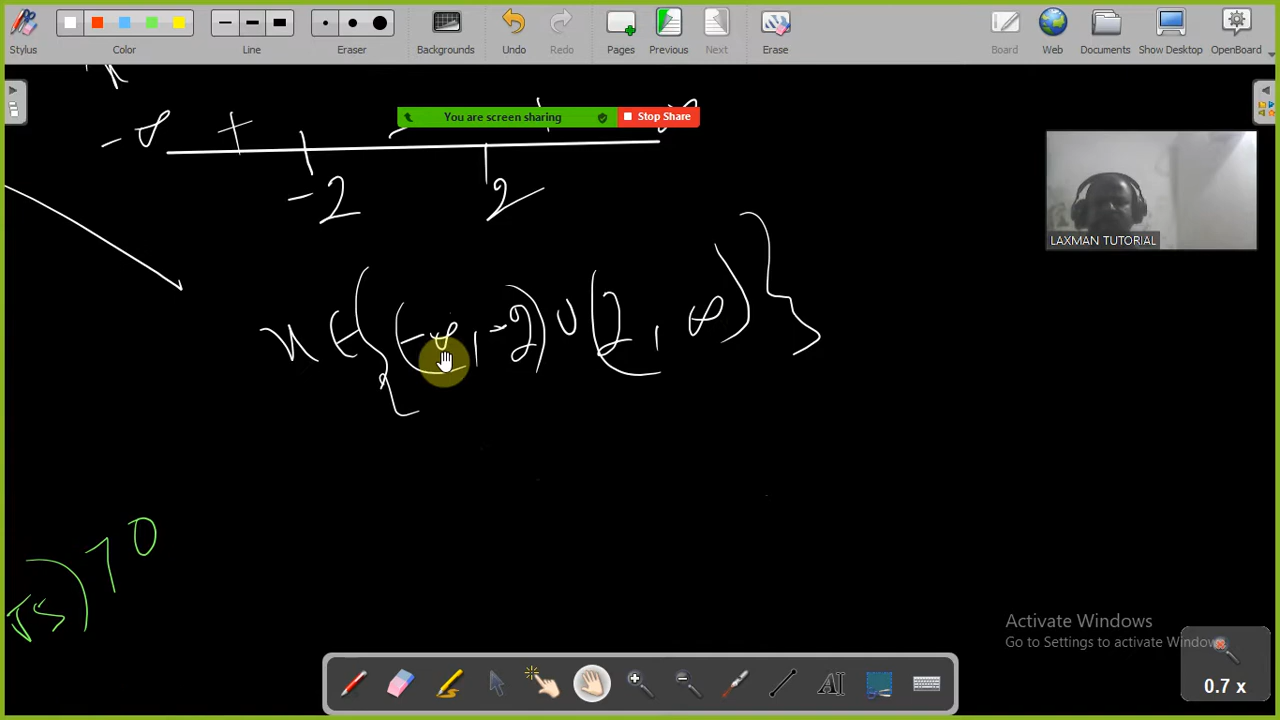 Stylus Color Line Eraser Backgrounds Undo Redo Pages Previous Next Erase Board Web Documents Show Desktop OpenBoard
x
-∞ + - + ∞
You are screen sharing Stop Share
-2 2
LAXMAN TUTORIAL
x ∈ { (-∞, -2) ∪ (2, ∞) }
√5) > 0
Activate Windows
Go to Settings to activate Windows
0.7 x